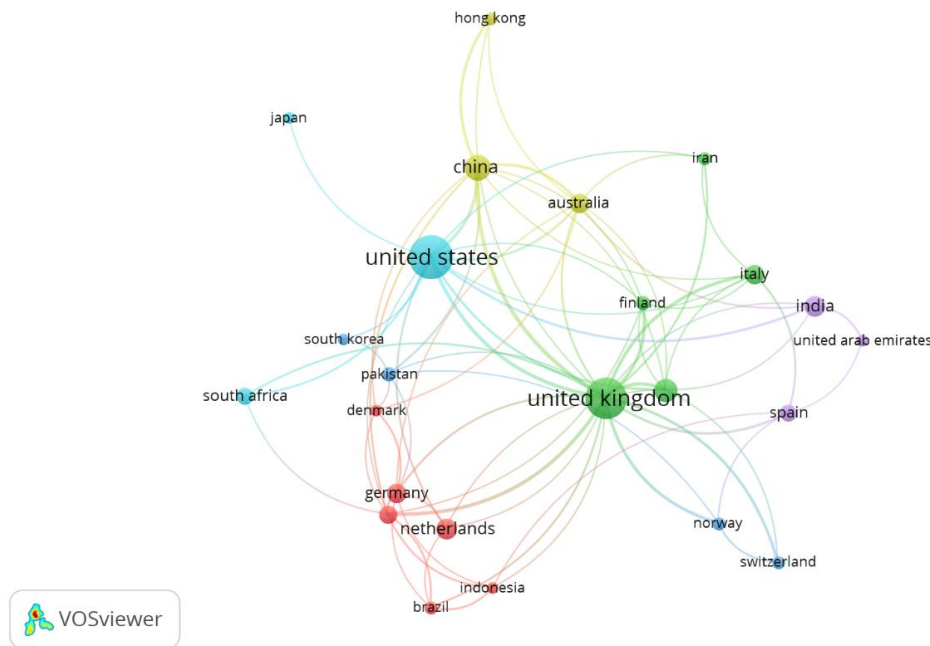 hong kong
japan
iran
china
australia
united states
italy
finland
india
south korea
united arab emirates
pakistan
south africa
united kingdom
denmark
spain
germany
netherlands
norway
switzerland
indonesia
brazil
VOSviewer